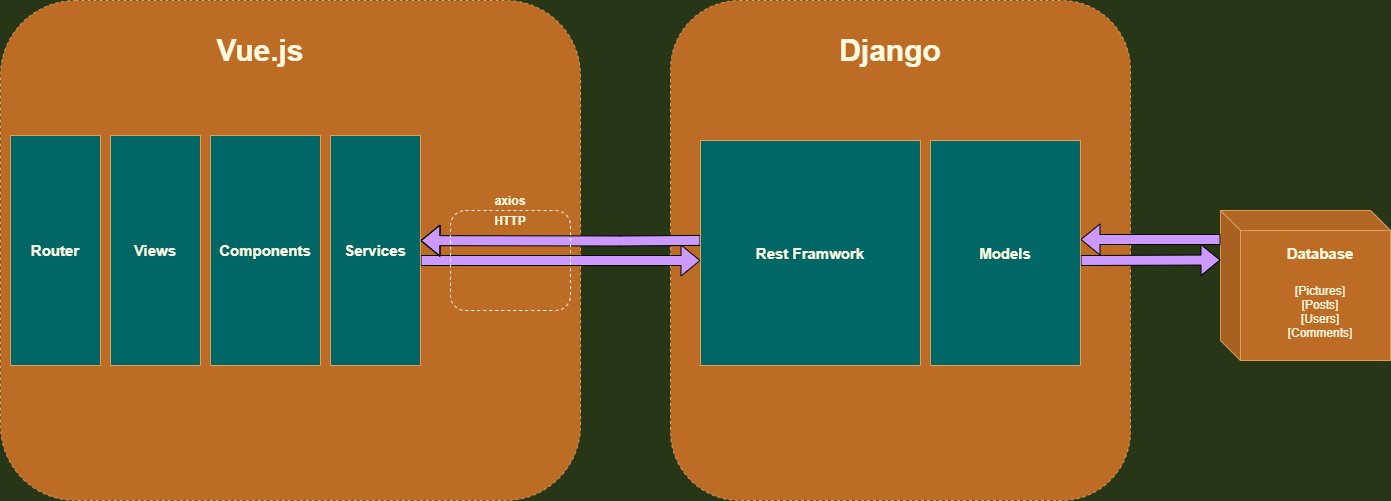 Vue.js
Router
Views
Components
Services
axios
HTTP
Django
Rest Framwork
Models
Database
[Pictures]
[Posts]
[Users]
[Comments]